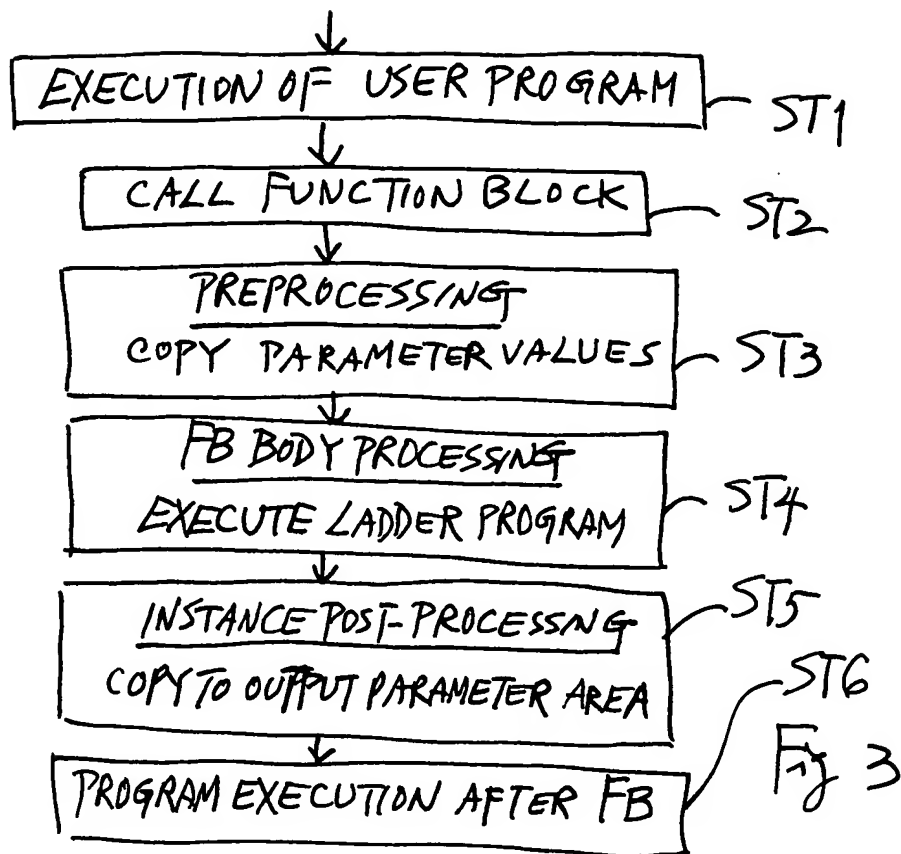 EXECUTION OF USER PROGRAM
ST1
CALL FUNCTION BLOCK
ST2
PREPROCESSING
COPY PARAMETER VALUES
ST3
FB BODY PROCESSING
EXECUTE LADDER PROGRAM
ST4
INSTANCE POST-PROCESSING
COPY TO OUTPUT PARAMETER AREA
ST5
PROGRAM EXECUTION AFTER FB
ST6
Fig 3